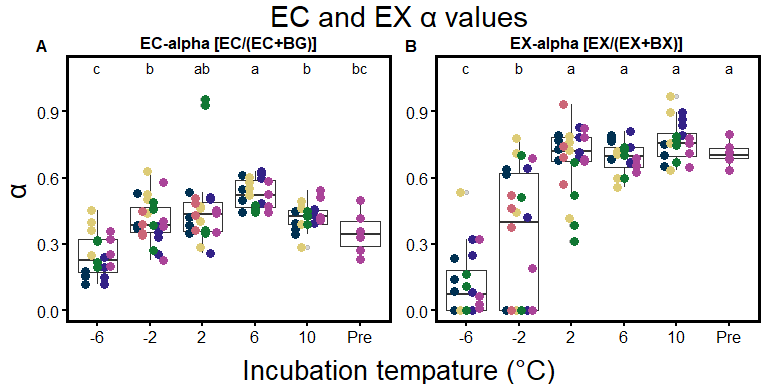 EC and EX α values
A EC-alpha [EC/(EC+BG)] B EX-alpha [EX/(EX+BX)]
c b ab a b bc c b a a a a
0.9 0.9
0.6 0.6
α
0.3 0.3
0.0 0.0
-6 -2 2 6 10 Pre -6 -2 2 6 10 Pre
Incubation tempature (°C)